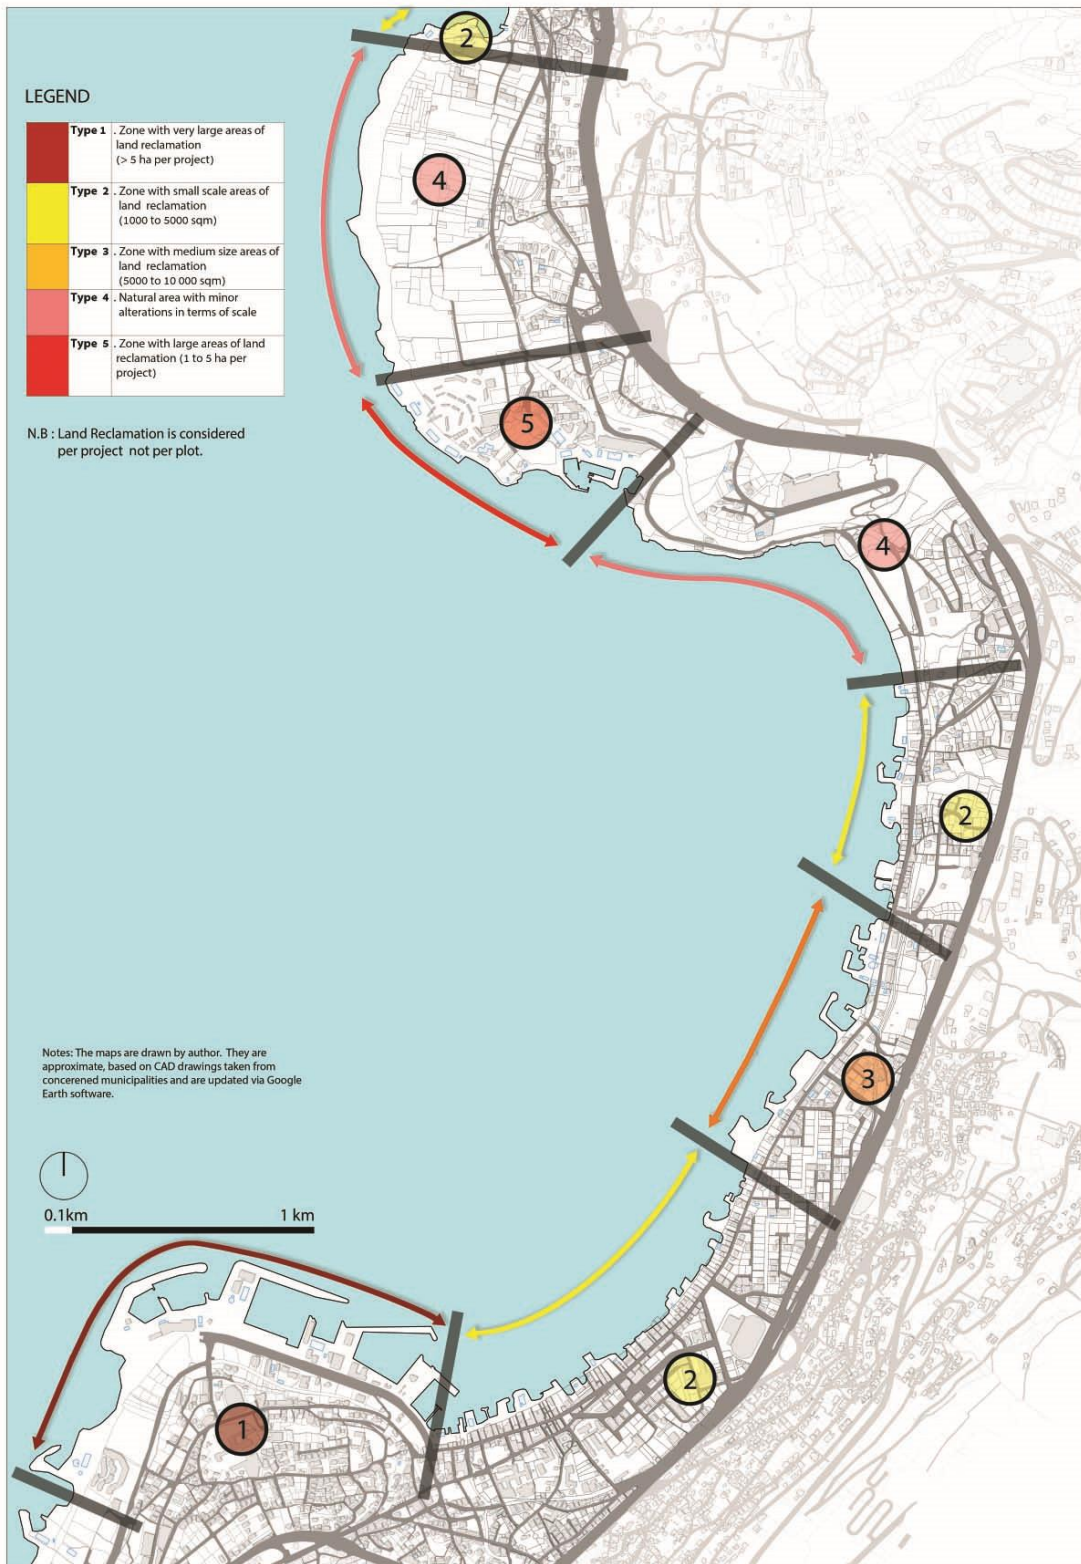 2
LEGEND
Type 1 . Zone with very large areas of
land reclamation
(> 5 ha per project)
4
Type 2 . Zone with small scale areas of
land reclamation
(1000 to 5000 sqm)
Type 3 . Zone with medium size areas of
land reclamation
(5000 to 10 000 sqm)
Type 4 . Natural area with minor
alterations in terms of scale
Type 5 . Zone with large areas of land
reclamation (1 to 5 ha per
project)
N.B : Land Reclamation is considered
per project not per plot.
5
4
2
Notes: The maps are drawn by author. They are
approximate, based on CAD drawings taken from
concerened municipalities and are updated via Google
Earth software.
3
0.1km 1 km
2
1